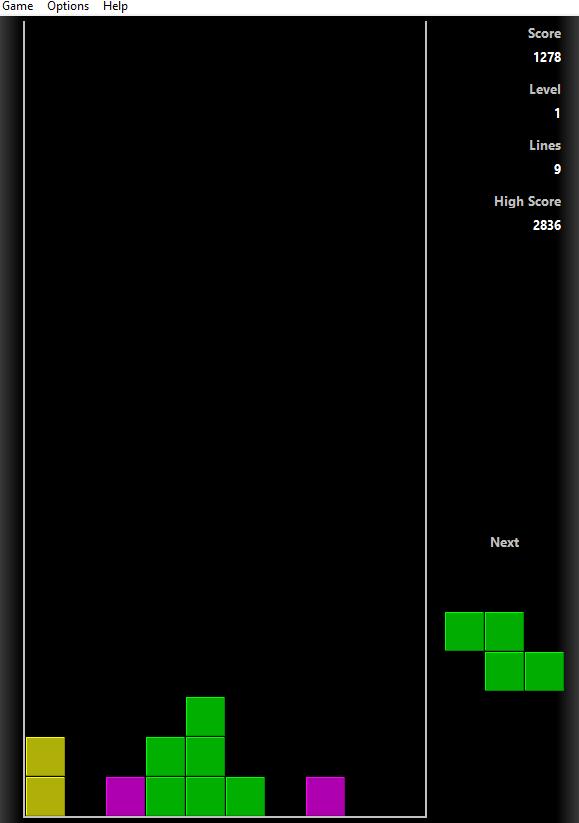 Game Options Help
Score
1278
Level
1
Lines
9
High Score
2836
Next